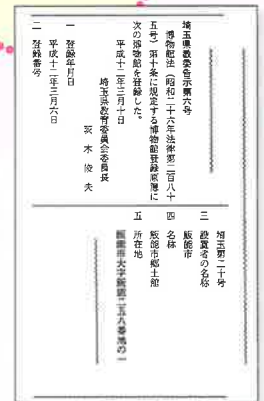 埼玉県教委告示第六号
博物館法（昭和二十六年法律第二百八十
五号）第十条に規定する博物館登録原簿に
次の博物館を登録した。
平成十二年三月十日
埼玉県教育委員会委員長
木 俊 夫
一 登録年月日
平成十二年三月六日
二 登録番号
埼玉第二十号
三 設置者の名称
飯能市
四 名称
飯能市郷土館
五 所在地
飯能市大字飯能二五八番地の一